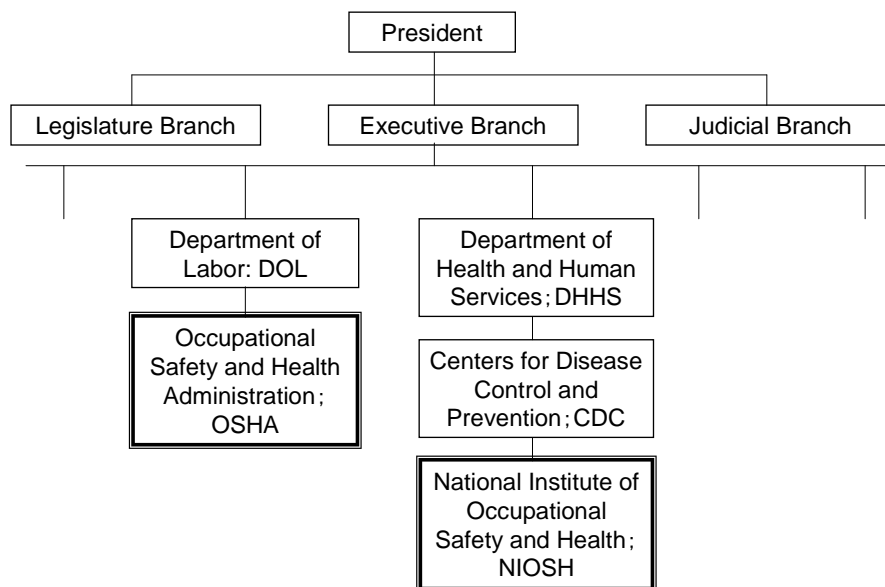 President
Legislature Branch
Executive Branch
Judicial Branch
Department of
Labor: DOL
Department of
Health and Human
Services;DHHS
Occupational
Safety and Health
Administration;
OSHA
Centers for Disease
Control and
Prevention;CDC
National Institute of
Occupational
Safety and Health;
NIOSH